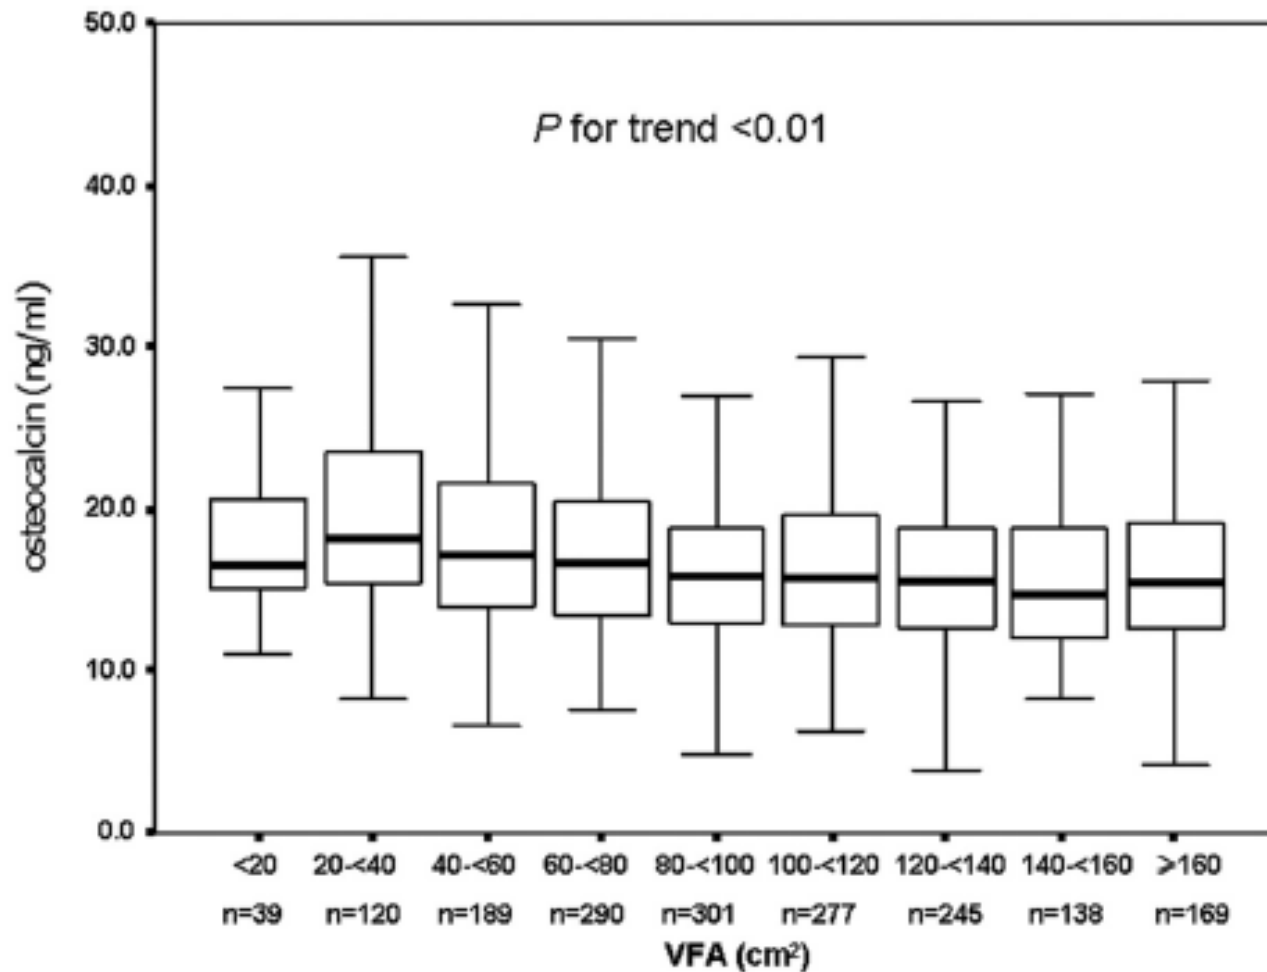 50.0
P for trend <0.01
40.0
30.0
20.0
10.0
0.0
osteocalcin (ng/ml)
<20 20-<40 40-<60 60-<80 80-<100 100-<120 120-<140 140-<160 ⩾160
n=39 n=120 n=189 n=290 n=301 n=277 n=245 n=138 n=169
VFA (cm²)